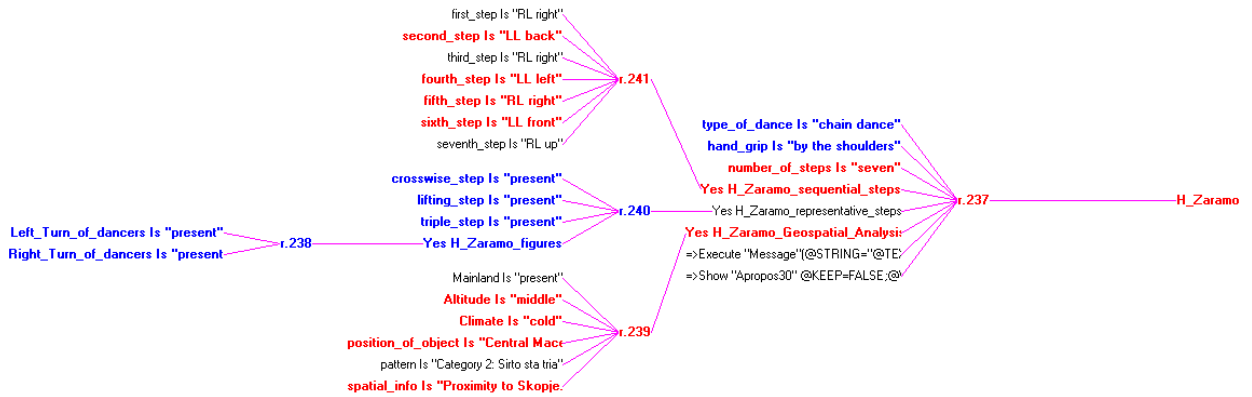 first_step Is "RL right"
second_step Is "LL back"
third_step Is "RL right"
fourth_step Is "LL left"
r.241
fifth_step Is "RL right"
sixth_step Is "LL front"
seventh_step Is "RL up"
type_of_dance Is "chain dance"
hand_grip Is "by the shoulders"
number_of_steps Is "seven"
Yes H_Zaramo_sequential_steps
r.237
H_Zaramo
Yes H_Zaramo_representative_steps
Yes H_Zaramo_Geospatial_Analysis
=>Execute "Message"(@STRING="@TE
=>Show "Apropos30" @KEEP=FALSE;@
crosswise_step Is "present"
lifting_step Is "present"
r.240
triple_step Is "present"
Yes H_Zaramo_figures
Left_Turn_of_dancers Is "present"
r.238
Right_Turn_of_dancers Is "present
Mainland Is "present"
Altitude Is "middle"
Climate Is "cold"
r.239
position_of_object Is "Central Mace
pattern Is "Category 2: Sirto sta tria"
spatial_info Is "Proximity to Skopje.